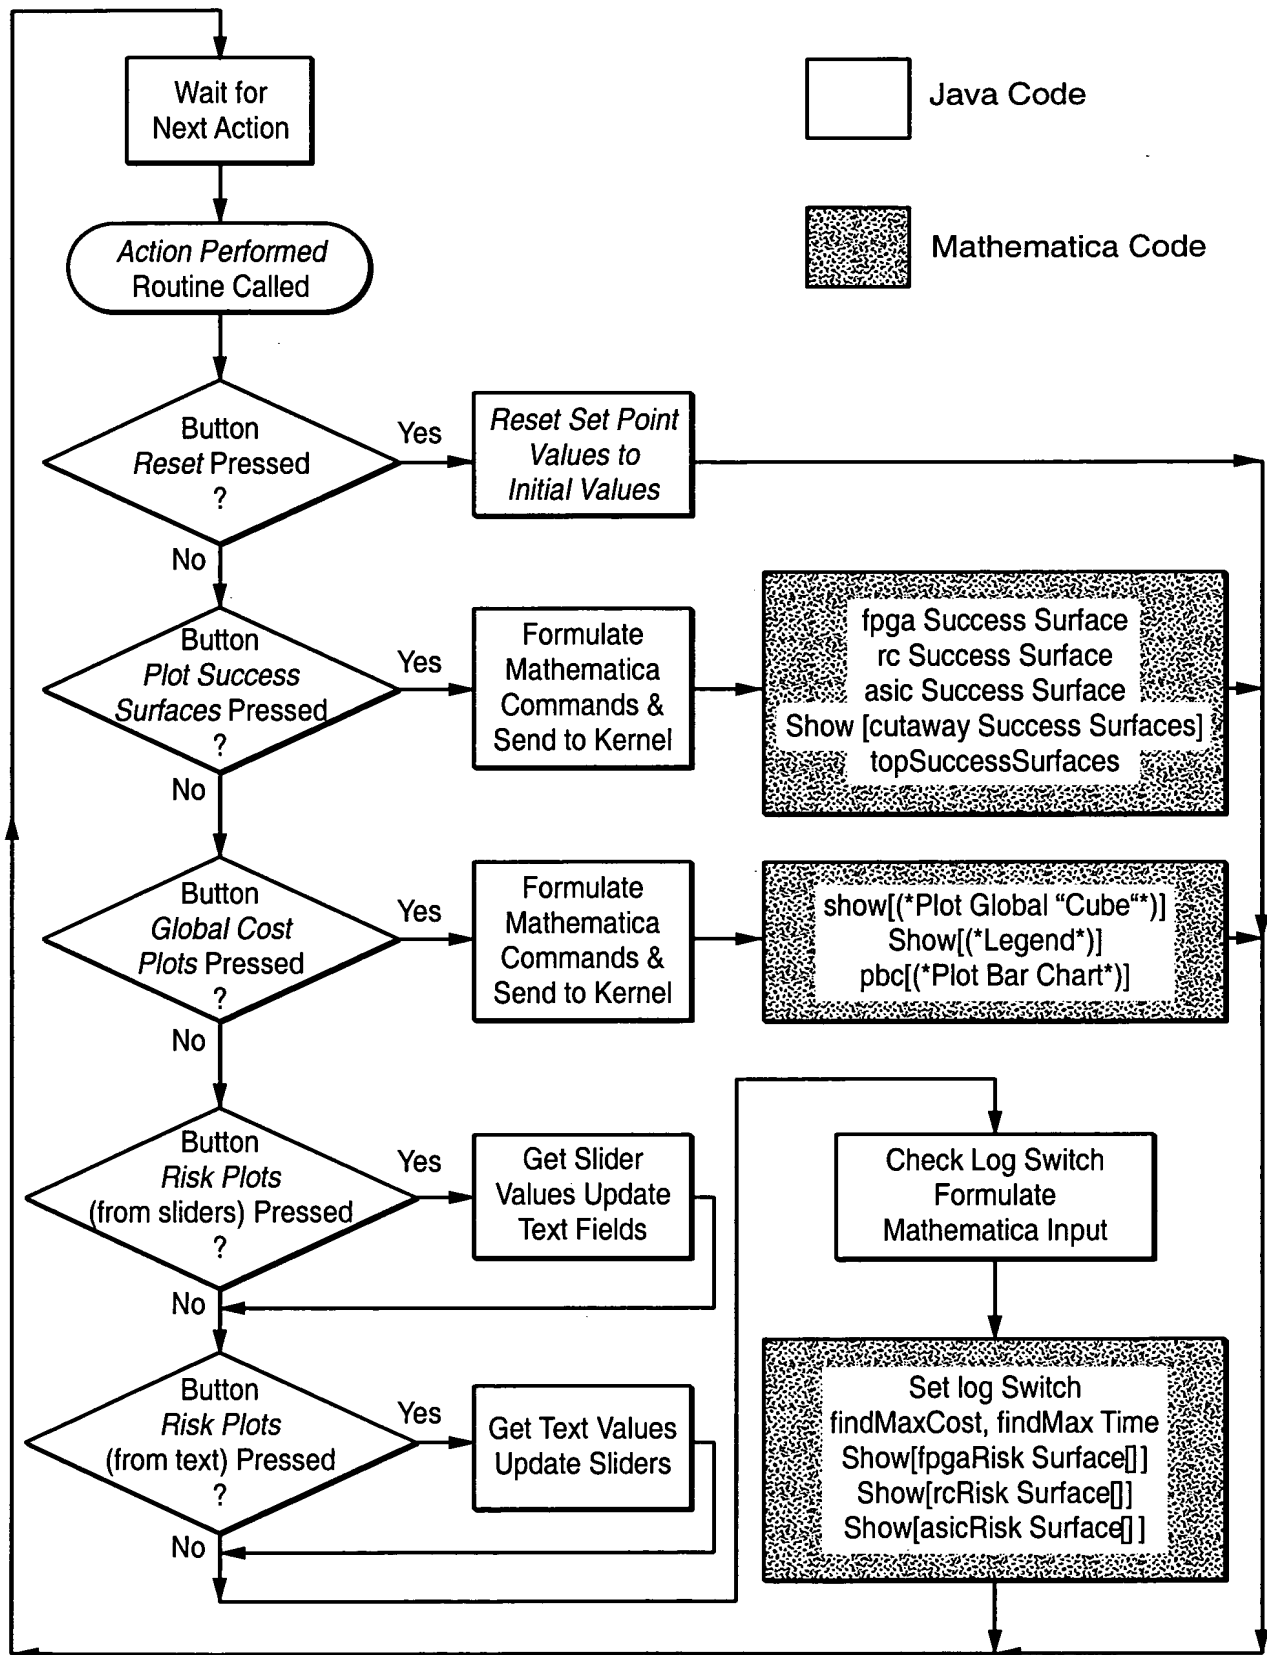 Wait for
Next Action
Java Code
Mathematica Code
Action Performed
Routine Called
Button
Reset Pressed
?
Yes
No
Reset Set Point
Values to
Initial Values
Button
Plot Success
Surfaces Pressed
?
Yes
No
Formulate
Mathematica
Commands &
Send to Kernel
fpga Success Surface
rc Success Surface
asic Success Surface
Show [cutaway Success Surfaces]
topSuccessSurfaces
Button
Global Cost
Plots Pressed
?
Yes
No
Formulate
Mathematica
Commands &
Send to Kernel
show[(*Plot Global “Cube“*)]
Show[(*Legend*)]
pbc[(*Plot Bar Chart*)]
Button
Risk Plots
(from sliders) Pressed
?
Yes
No
Get Slider
Values Update
Text Fields
Button
Risk Plots
(from text) Pressed
?
Yes
No
Get Text Values
Update Sliders
Check Log Switch
Formulate
Mathematica Input
Set log Switch
findMaxCost, findMax Time
Show[fpgaRisk Surface[]]
Show[rcRisk Surface[]]
Show[asicRisk Surface[]]